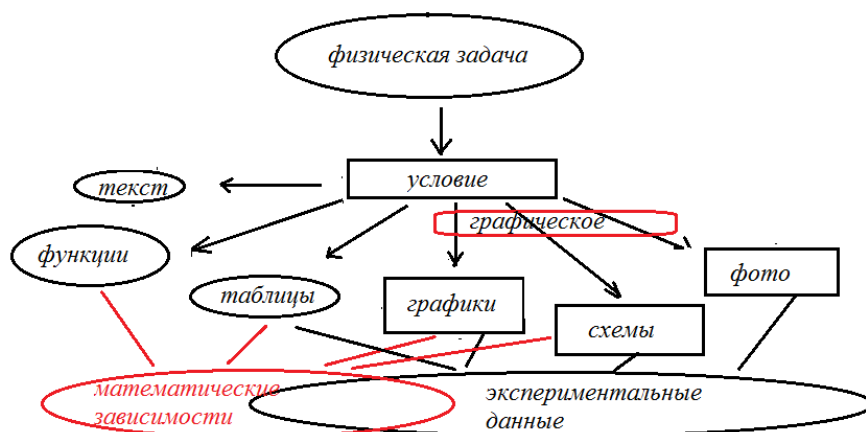 физическая задача
условие
текст
графическое
функции
фото
таблицы
графики
схемы
математические
зависимости
экспериментальные
данные